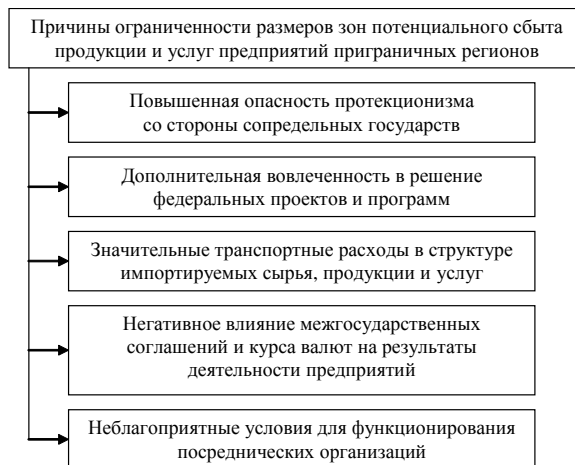 Причины ограниченности размеров зон потенциального сбыта
продукции и услуг предприятий приграничных регионов
Повышенная опасность протекционизма
со стороны сопредельных государств
Дополнительная вовлеченность в решение
федеральных проектов и программ
Значительные транспортные расходы в структуре
импортируемых сырья, продукции и услуг
Негативное влияние межгосударственных
соглашений и курса валют на результаты
деятельности предприятий
Неблагоприятные условия для функционирования
посреднических организаций